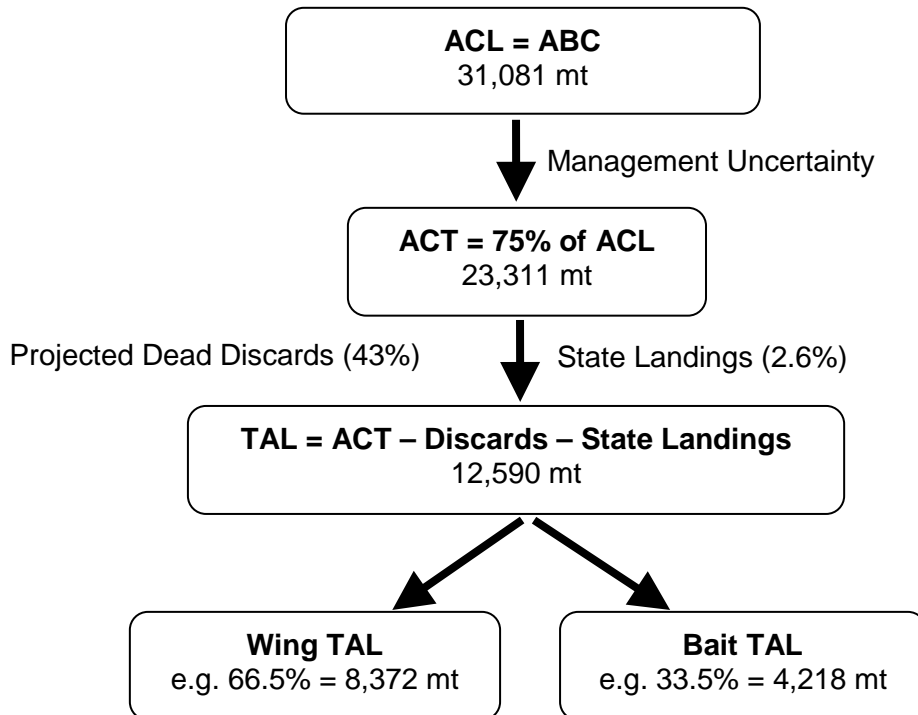 ACL = ABC
31,081 mt
Management Uncertainty
ACT = 75% of ACL
23,311 mt
Projected Dead Discards (43%)
State Landings (2.6%)
TAL = ACT – Discards – State Landings
12,590 mt
Wing TAL
e.g. 66.5% = 8,372 mt
Bait TAL
e.g. 33.5% = 4,218 mt